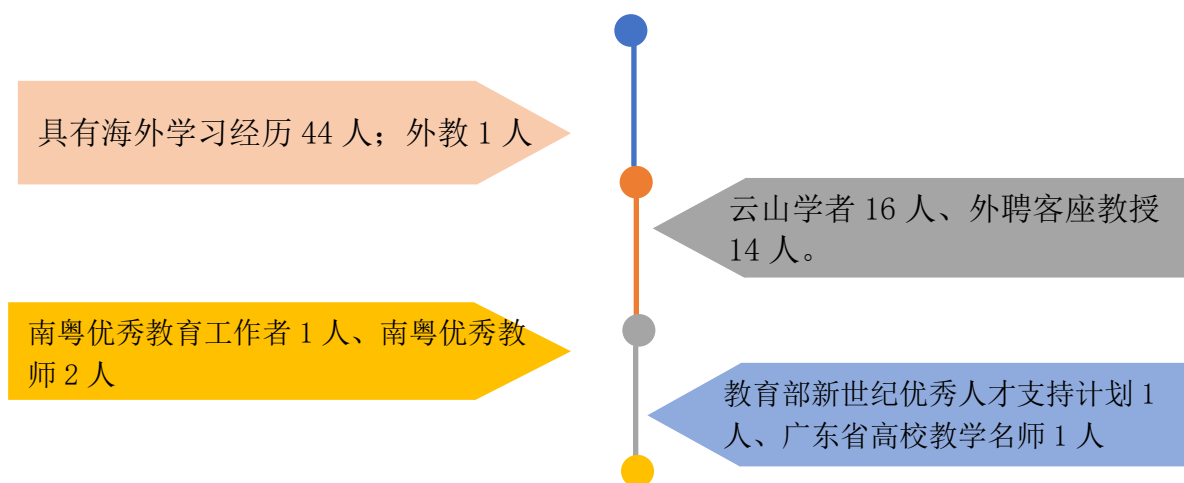 具有海外学习经历 44 人；外教 1 人
云山学者 16 人、外聘客座教授
14 人。
南粤优秀教育工作者 1 人、南粤优秀教
师 2 人
教育部新世纪优秀人才支持计划 1
人、广东省高校教学名师 1 人